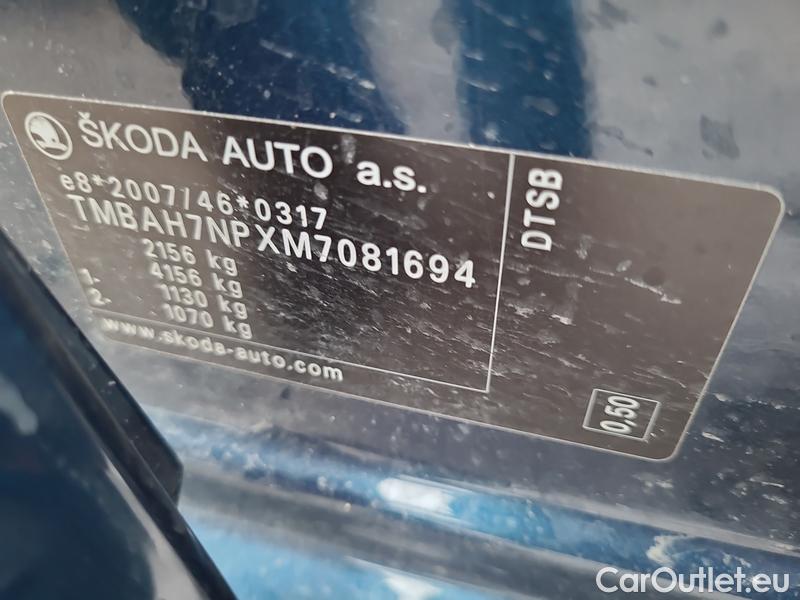 ŠKODA AUTO a.s.
e8*2007/46*0317
TMBAH7NPXM7081694
2156 kg
4156 kg
1- 1130 kg
2- 1070 kg
www.skoda-auto.com
DTSB
0,50
CarOutlet.eu